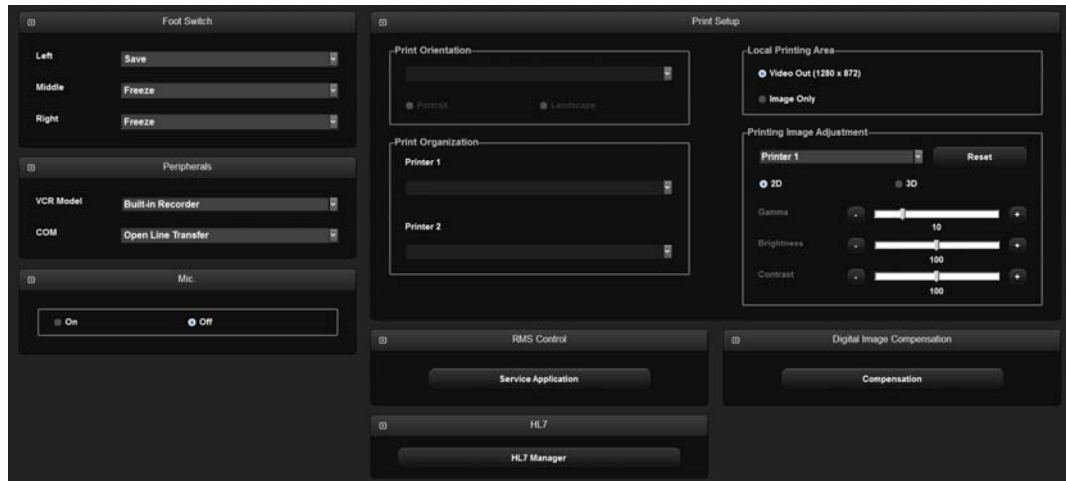 Foot Switch
Left
Save
Middle
Freeze
Right
Freeze
Peripherals
VCR Model
Built-in Recorder
COM
Open Line Transfer
Mic.
On
Off
Print Setup
Print Orientation
Portrait
Landscape
Print Organization
Printer 1
Printer 2
Local Printing Area
Video Out (1280 x 872)
Image Only
Printing Image Adjustment
Printer 1
Reset
2D
3D
Gamma
-
+
10
Brightness
-
+
100
Contrast
-
+
100
RMS Control
Service Application
Digital Image Compensation
Compensation
HL7
HL7 Manager